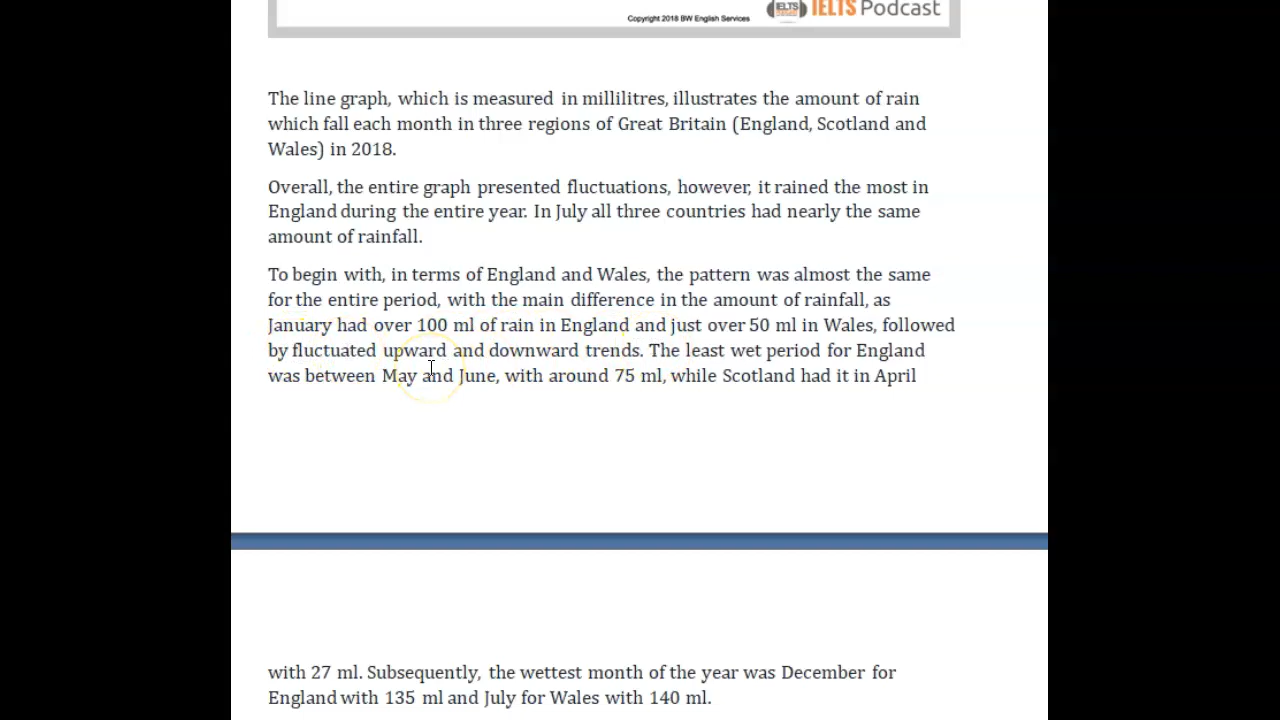 Copyright 2018 BW English Services
IELTS
IELTS Podcast
The line graph, which is measured in millilitres, illustrates the amount of rain
which fall each month in three regions of Great Britain (England, Scotland and
Wales) in 2018.
Overall, the entire graph presented fluctuations, however, it rained the most in
England during the entire year. In July all three countries had nearly the same
amount of rainfall.
To begin with, in terms of England and Wales, the pattern was almost the same
for the entire period, with the main difference in the amount of rainfall, as
January had over 100 ml of rain in England and just over 50 ml in Wales, followed
by fluctuated upward and downward trends. The least wet period for England
was between May and June, with around 75 ml, while Scotland had it in April
with 27 ml. Subsequently, the wettest month of the year was December for
England with 135 ml and July for Wales with 140 ml.